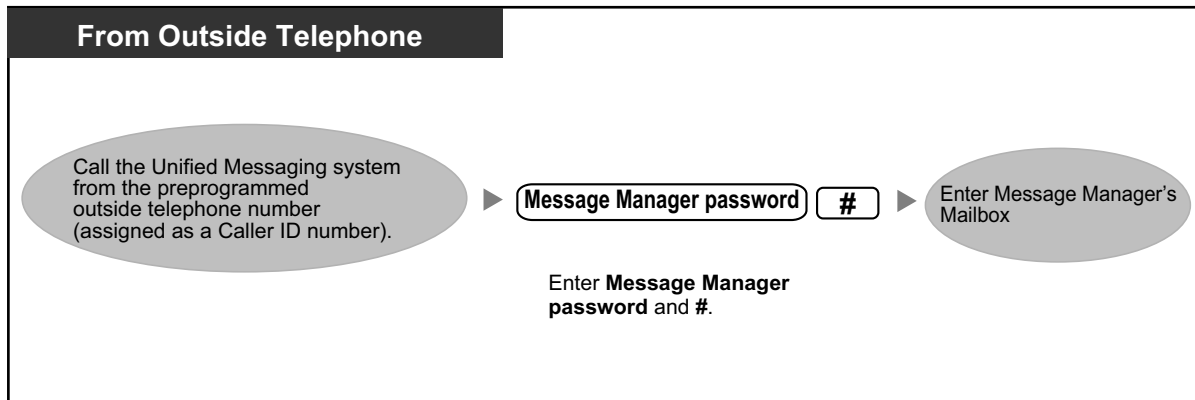 From Outside Telephone
Call the Unified Messaging system
from the preprogrammed
outside telephone number
(assigned as a Caller ID number).
Message Manager password #
Enter Message Manager
password and #.
Enter Message Manager's
Mailbox